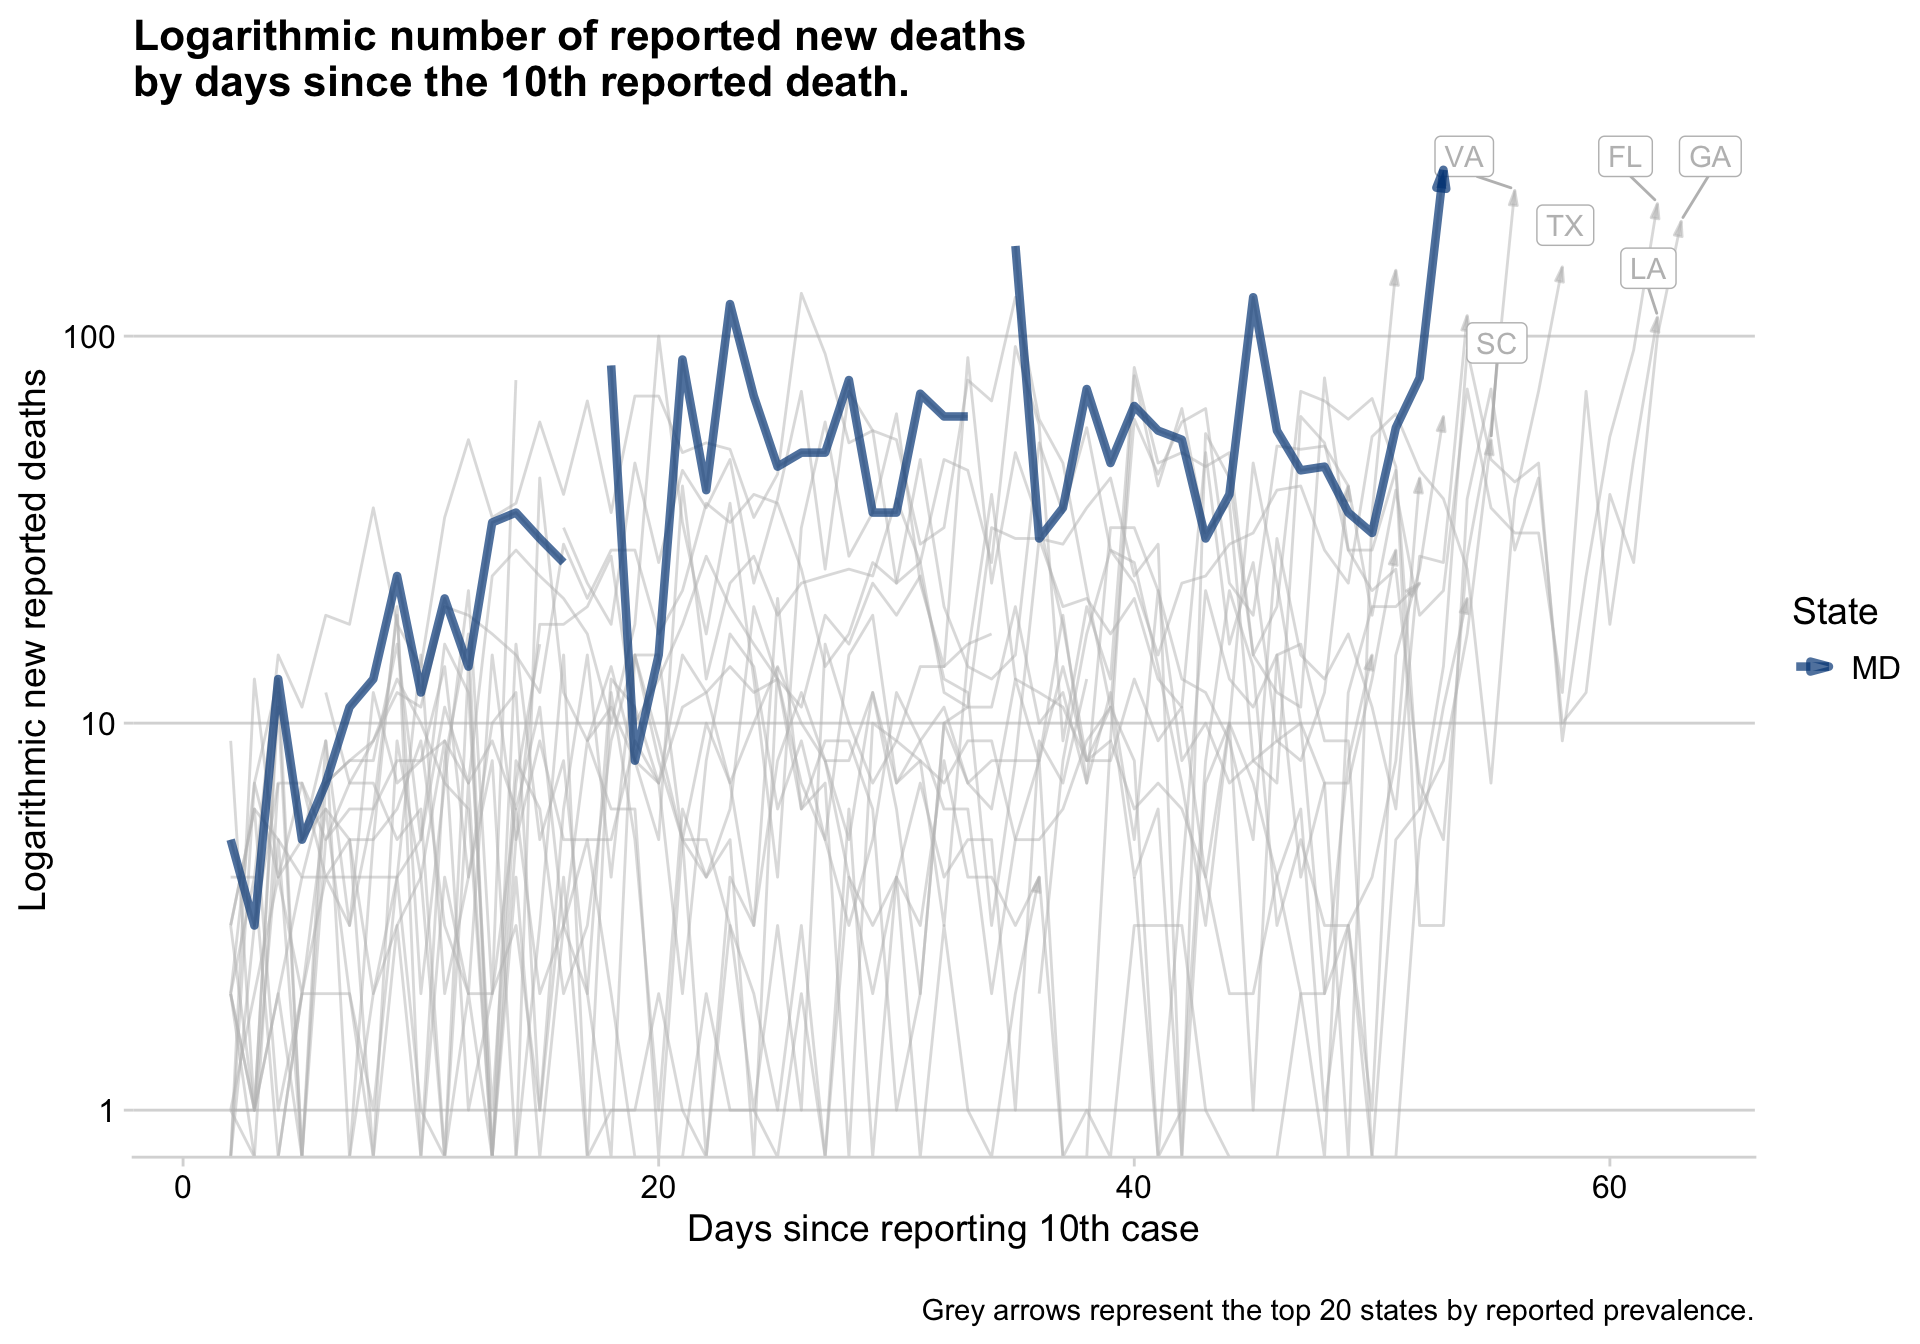 Logarithmic number of reported new deaths
by days since the 10th reported death.
VA
FL
GA
TX
LA
SC
100
10
1
Logarithmic new reported deaths
0
20
40
60
Days since reporting 10th case
State
MD
Grey arrows represent the top 20 states by reported prevalence.